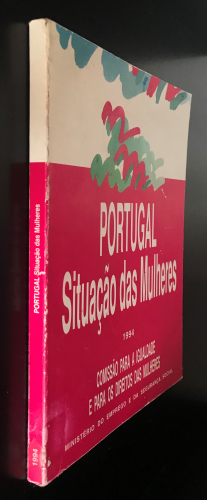 PORTUGAL Situação das Mulheres
1994
PORTUGAL
Situação das Mulheres
1994
COMISSÃO PARA A IGUALDADE
E PARA OS DIREITOS DAS MULHERES
MINISTÉRIO DO EMPREGO E DA SEGURANÇA SOCIAL